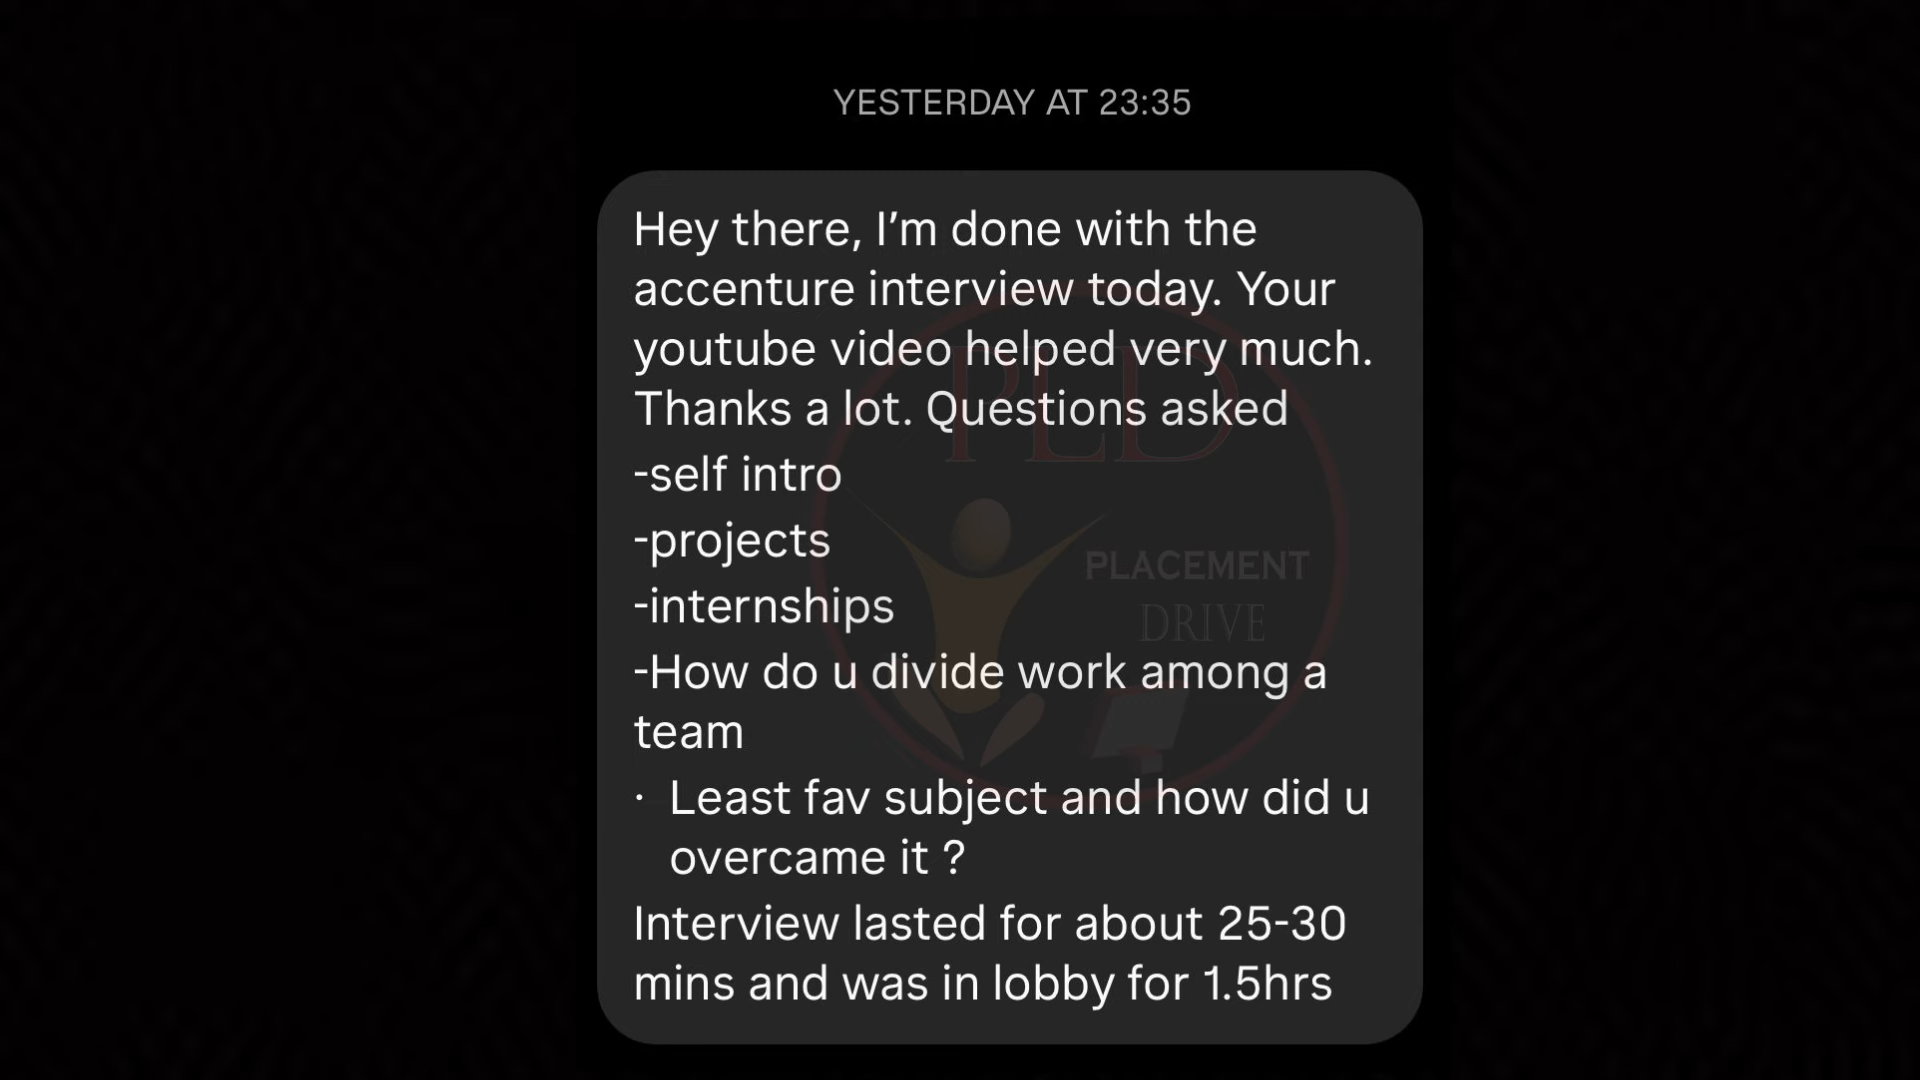 YESTERDAY AT 23:35
Hey there, I’m done with the
accenture interview today. Your
youtube video helped very much.
Thanks a lot. Questions asked
-self intro
-projects
-internships
-How do u divide work among a
team
· Least fav subject and how did u
overcame it ?
Interview lasted for about 25-30
mins and was in lobby for 1.5hrs
PLD
PLACEMENT
DRIVE